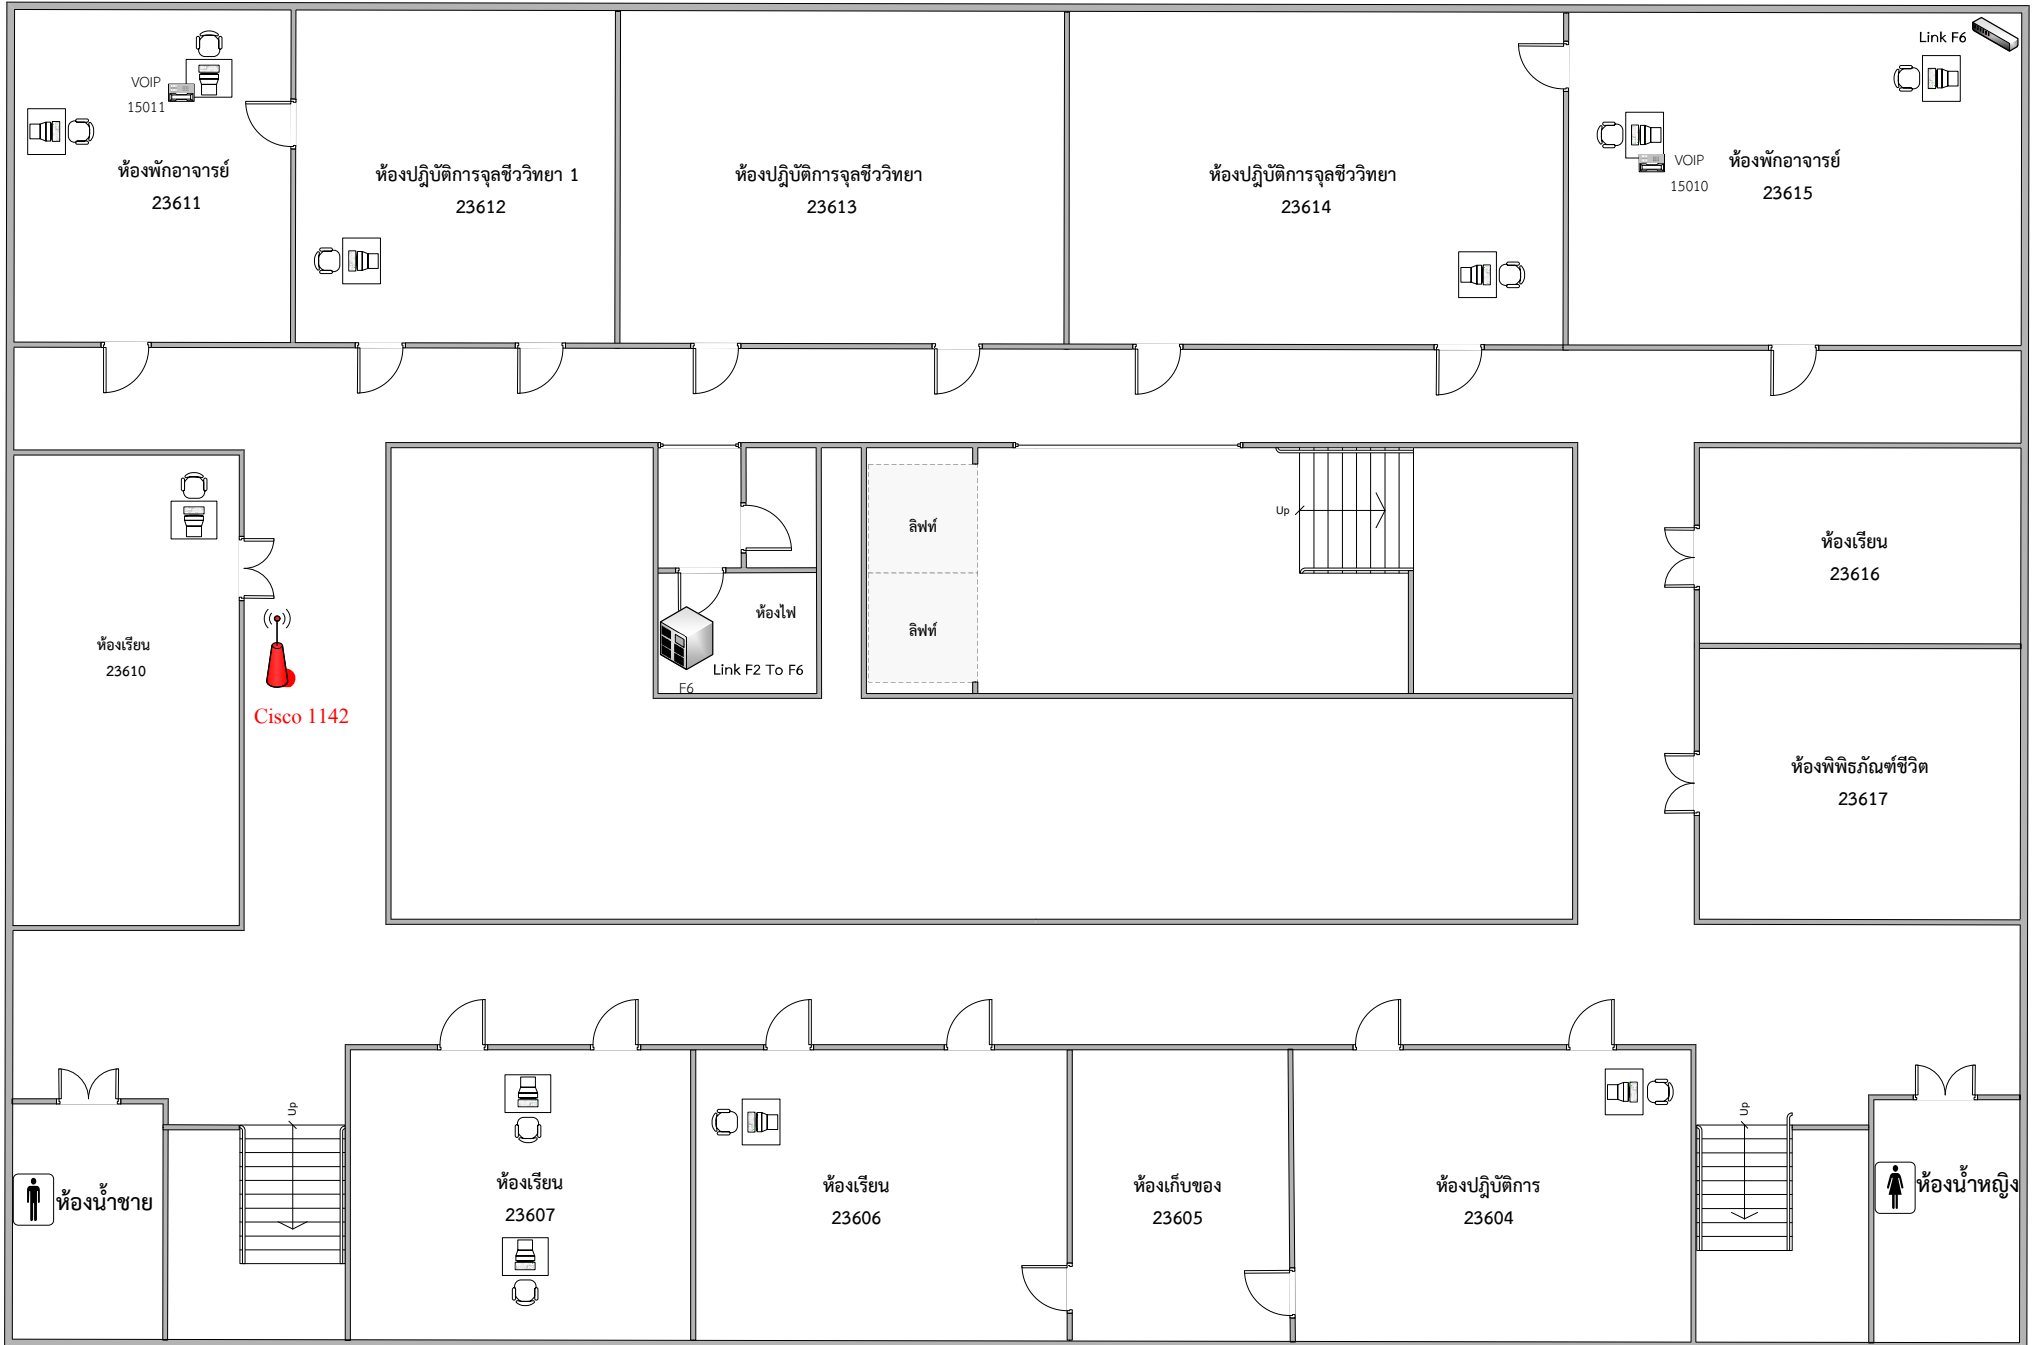 Link F6
VOIP
15011
ห้องพักอาจารย์
23611
ห้องปฎิบัติการจุลชีววิทยา 1
23612
ห้องปฎิบัติการจุลชีววิทยา
23613
ห้องปฎิบัติการจุลชีววิทยา
23614
VOIP
15010
ห้องพักอาจารย์
23615
ลิฟท์
Up
ห้องเรียน
23616
ห้องไฟ
ลิฟท์
ห้องเรียน
23610
Link F2 To F6
F6
Cisco 1142
ห้องพิพิธภัณฑ์ชีวิต
23617
Up
Up
ห้องน้ำชาย
ห้องเรียน
23607
ห้องเรียน
23606
ห้องเก็บของ
23605
ห้องปฎิบัติการ
23604
ห้องน้ำหญิง